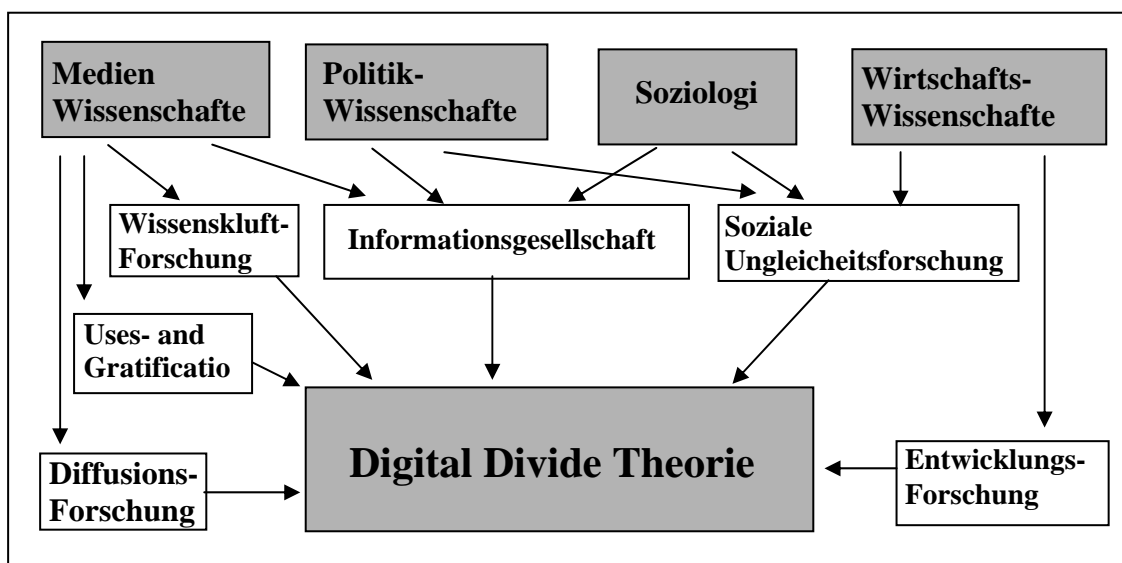 Medien
Wissenschafte
Politik-
Wissenschafte
Soziologi
Wirtschafts-
Wissenschafte
Wissenskluft-
Forschung
Informationsgesellschaft
Soziale
Ungleicheitsforschung
Uses- and
Gratificatio
Digital Divide Theorie
Diffusions-
Forschung
Entwicklungs-
Forschung